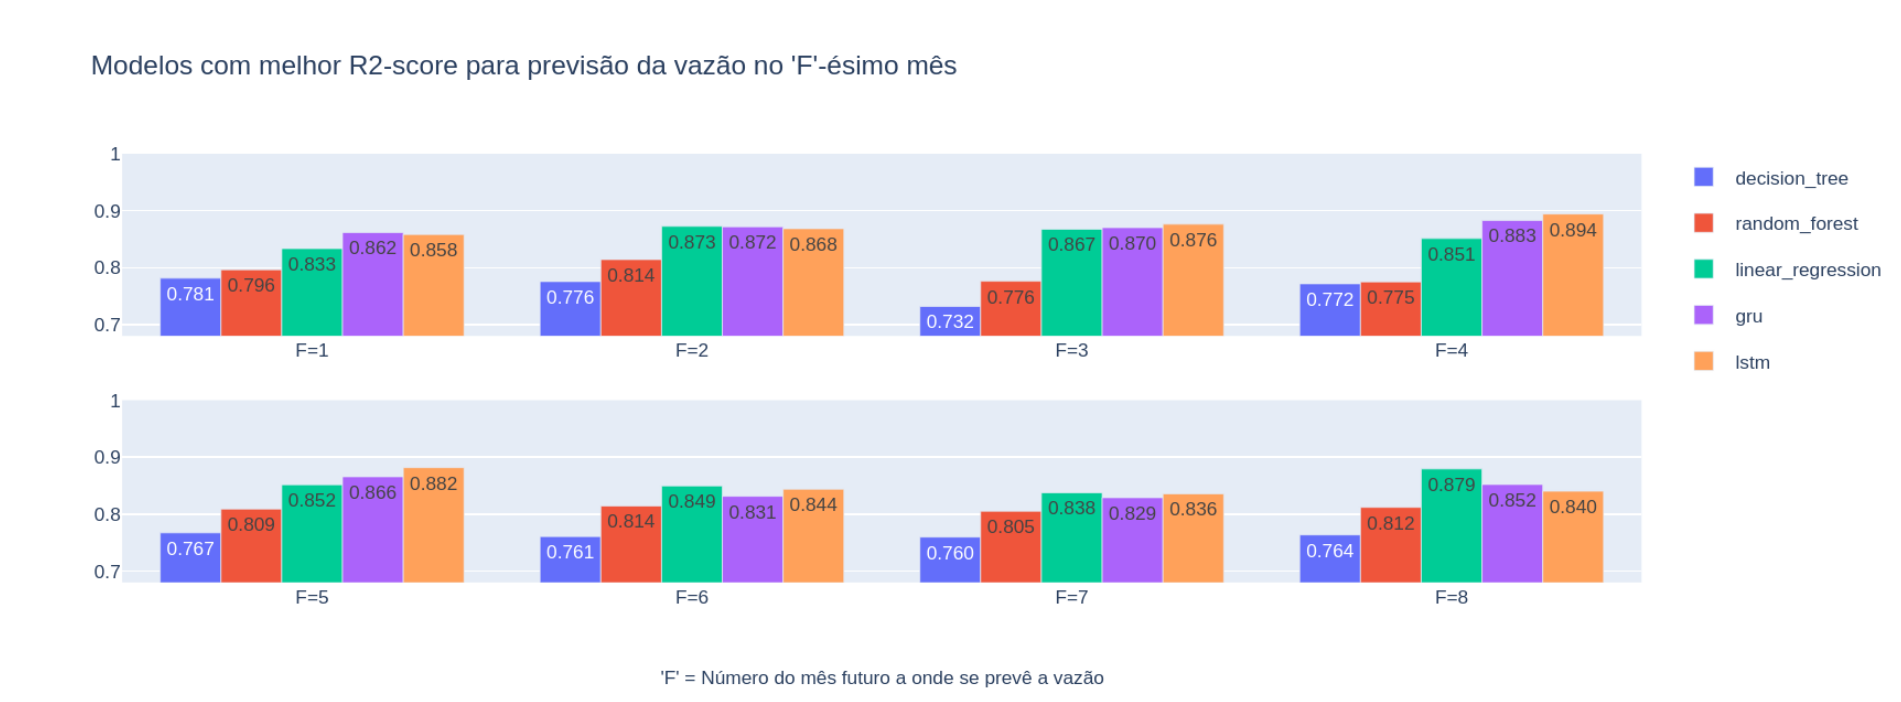 Modelos com melhor R2-score para previsão da vazão no 'F'-ésimo mês
1
0.9
0.8
0.7
0.781 0.796 0.833 0.862 0.858
0.776 0.814 0.873 0.872 0.868
0.732 0.776 0.867 0.870 0.876
0.772 0.775 0.851 0.883 0.894
F=1 F=2 F=3 F=4
decision_tree
random_forest
linear_regression
gru
lstm
1
0.9
0.8
0.7
0.767 0.809 0.852 0.866 0.882
0.761 0.814 0.849 0.831 0.844
0.760 0.805 0.838 0.829 0.836
0.764 0.812 0.879 0.852 0.840
F=5 F=6 F=7 F=8
'F' = Número do mês futuro a onde se prevê a vazão